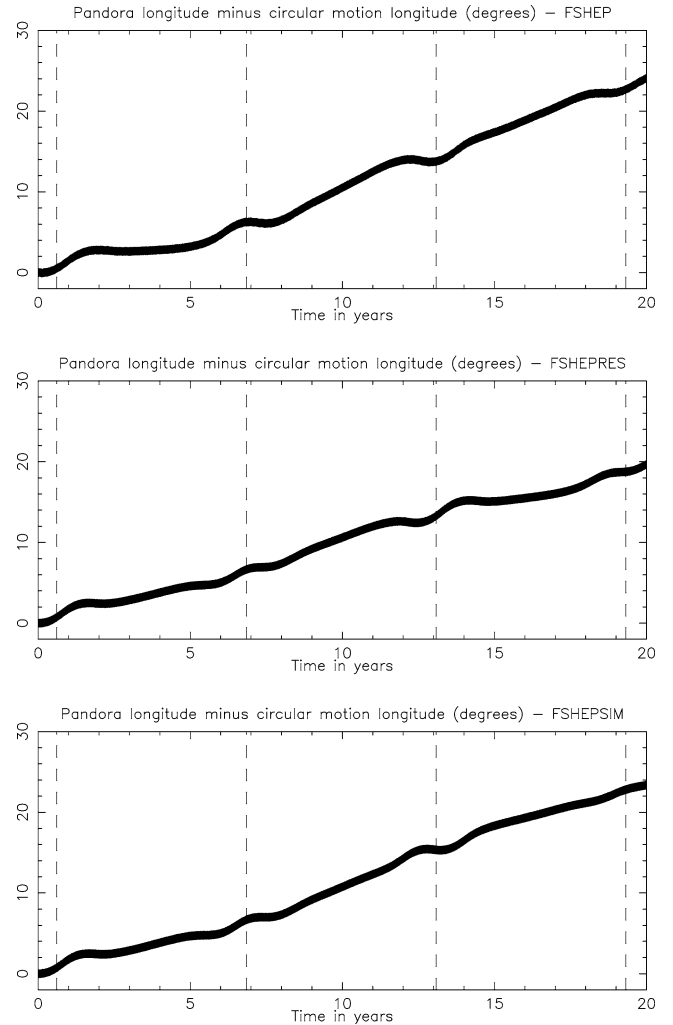 Pandora longitude minus circular motion longitude (degrees) – FSHEP
30
20
10
0
0 5 10 15 20
Time in years
Pandora longitude minus circular motion longitude (degrees) – FSHEPRES
30
20
10
0
0 5 10 15 20
Time in years
Pandora longitude minus circular motion longitude (degrees) – FSHEPSIM
30
20
10
0
0 5 10 15 20
Time in years